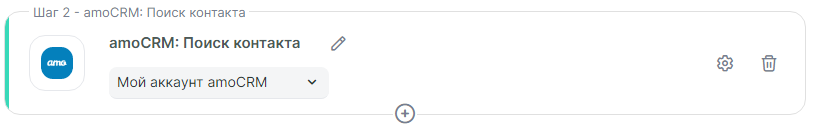 Шаг 2 - amoCRM: Поиск контакта
amoCRM: Поиск контакта
amo.
Мой аккаунт amoCRM